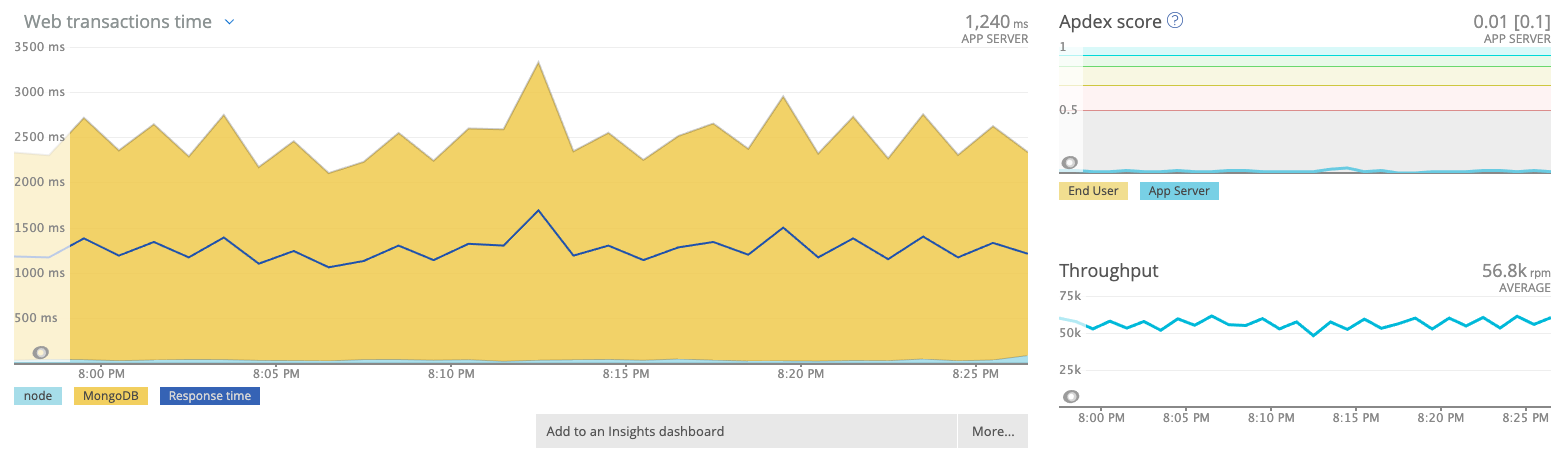 Web transactions time
1,240 ms
APP SERVER
3500 ms
3000 ms
2500 ms
2000 ms
1500 ms
1000 ms
500 ms
8:00 PM 8:05 PM 8:10 PM 8:15 PM 8:20 PM 8:25 PM
node MongoDB Response time
Add to an Insights dashboard More...
Apdex score ?
0.01 [0.1]
APP SERVER
1
0.5
End User App Server
Throughput
56.8k rpm
AVERAGE
75k
50k
25k
8:00 PM 8:05 PM 8:10 PM 8:15 PM 8:20 PM 8:25 PM